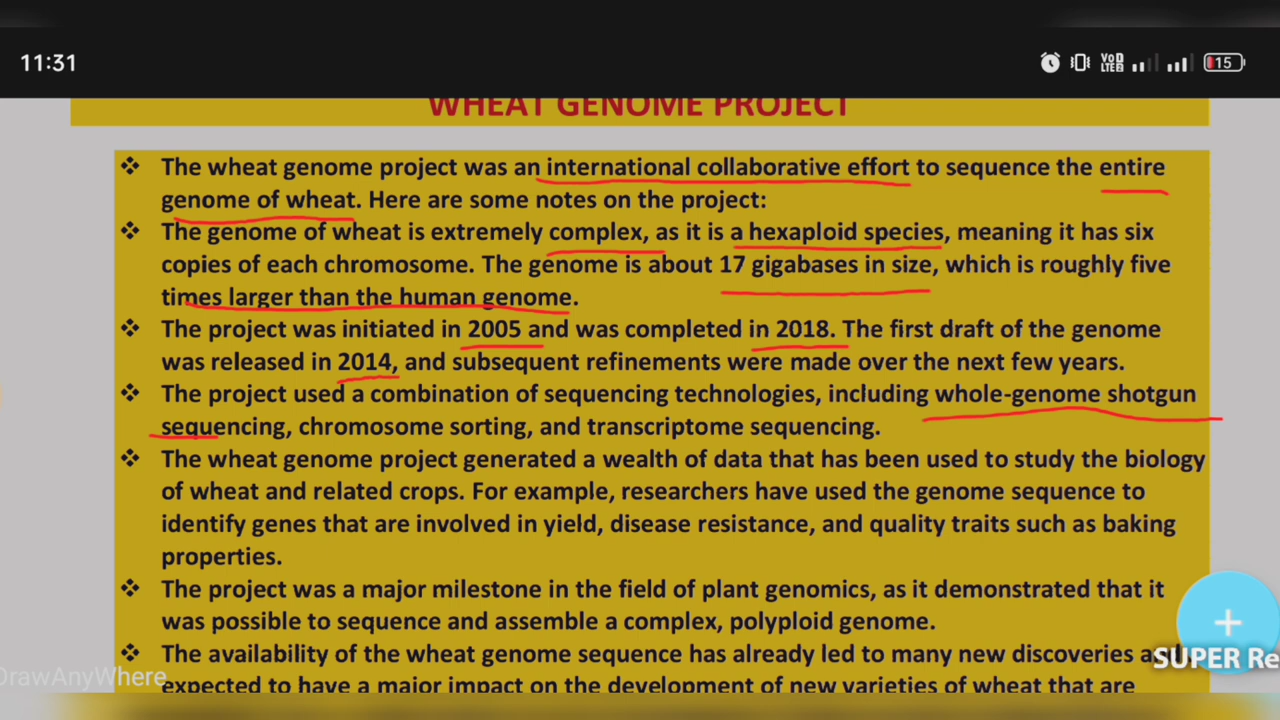 11:31
VoD
LTE2
15
WHEAT GENOME PROJECT
❖ The wheat genome project was an international collaborative effort to sequence the entire
genome of wheat. Here are some notes on the project:
❖ The genome of wheat is extremely complex, as it is a hexaploid species, meaning it has six
copies of each chromosome. The genome is about 17 gigabases in size, which is roughly five
times larger than the human genome.
❖ The project was initiated in 2005 and was completed in 2018. The first draft of the genome
was released in 2014, and subsequent refinements were made over the next few years.
❖ The project used a combination of sequencing technologies, including whole-genome shotgun
sequencing, chromosome sorting, and transcriptome sequencing.
❖ The wheat genome project generated a wealth of data that has been used to study the biology
of wheat and related crops. For example, researchers have used the genome sequence to
identify genes that are involved in yield, disease resistance, and quality traits such as baking
properties.
❖ The project was a major milestone in the field of plant genomics, as it demonstrated that it
was possible to sequence and assemble a complex, polyploid genome.
❖ The availability of the wheat genome sequence has already led to many new discoveries
SUPER Re
DrawAnyWhere
expected to have a major impact on the development of new varieties of wheat that are